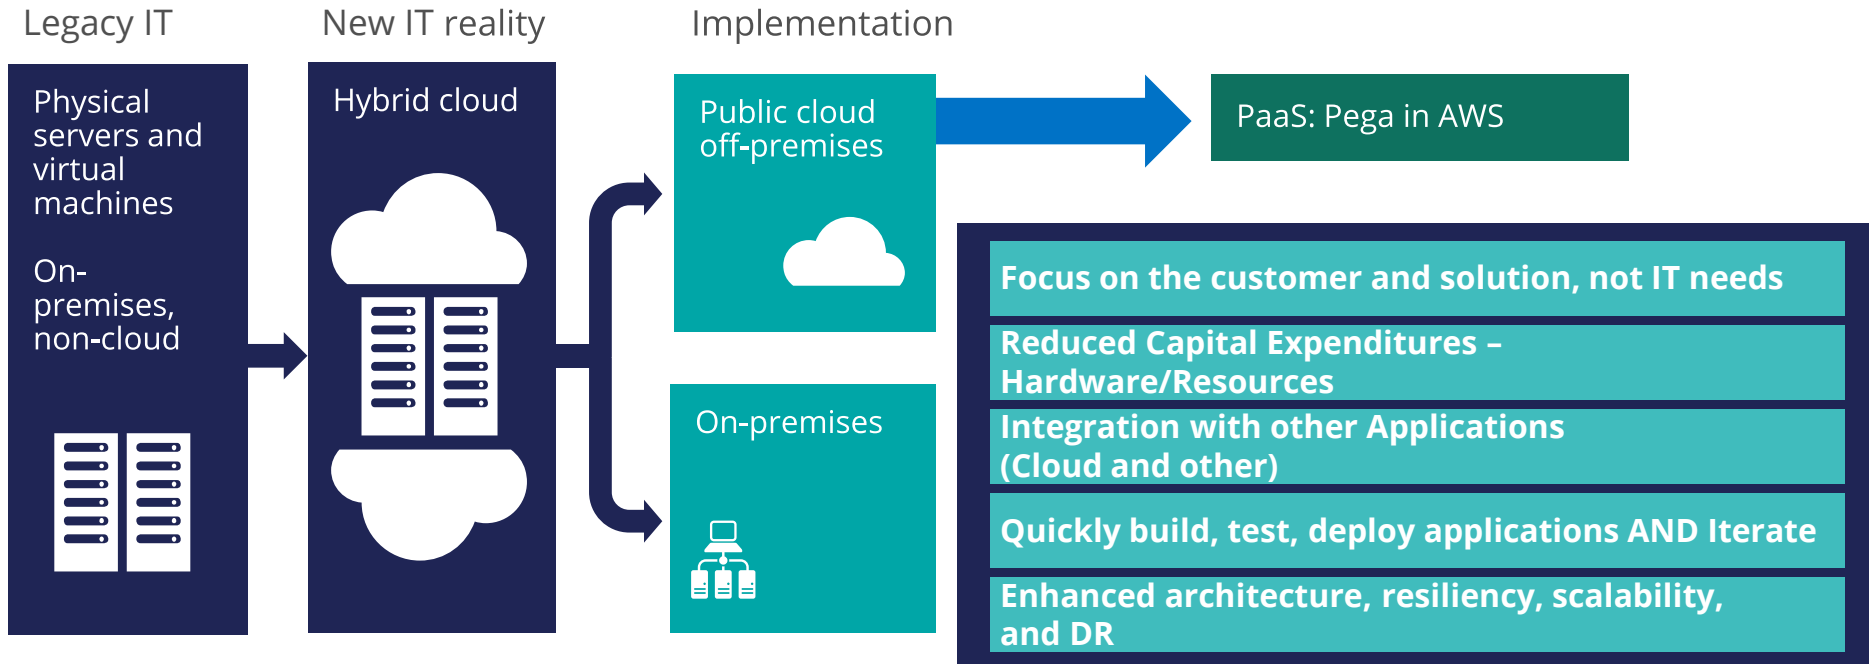 Legacy IT
New IT reality
Implementation
Physical
servers and
virtual
machines
On-
premises,
non-cloud
Hybrid cloud
Public cloud
off-premises
On-premises
PaaS: Pega in AWS
Focus on the customer and solution, not IT needs
Reduced Capital Expenditures –
Hardware/Resources
Integration with other Applications
(Cloud and other)
Quickly build, test, deploy applications AND Iterate
Enhanced architecture, resiliency, scalability,
and DR